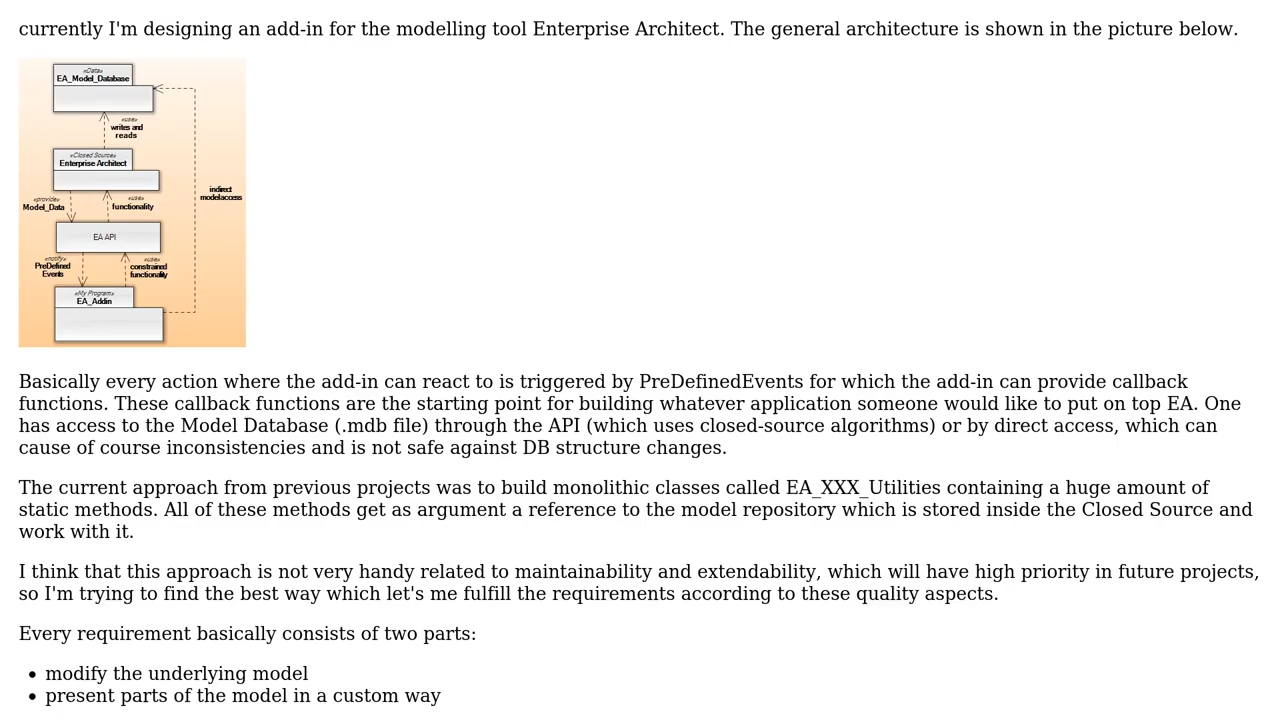 currently I'm designing an add-in for the modelling tool Enterprise Architect. The general architecture is shown in the picture below.
«Data»
EA_Model_Database
«use»
writes and
reads
«Closed Source»
Enterprise Architect
indirect
modelaccess
«provide»
Model_Data
«use»
functionality
EA API
«notify»
PreDefined
Events
«use»
constrained
functionality
«My Program»
EA_Addin
Basically every action where the add-in can react to is triggered by PreDefinedEvents for which the add-in can provide callback
functions. These callback functions are the starting point for building whatever application someone would like to put on top EA. One
has access to the Model Database (.mdb file) through the API (which uses closed-source algorithms) or by direct access, which can
cause of course inconsistencies and is not safe against DB structure changes.
The current approach from previous projects was to build monolithic classes called EA_XXX_Utilities containing a huge amount of
static methods. All of these methods get as argument a reference to the model repository which is stored inside the Closed Source and
work with it.
I think that this approach is not very handy related to maintainability and extendability, which will have high priority in future projects,
so I'm trying to find the best way which let's me fulfill the requirements according to these quality aspects.
Every requirement basically consists of two parts:
• modify the underlying model
• present parts of the model in a custom way